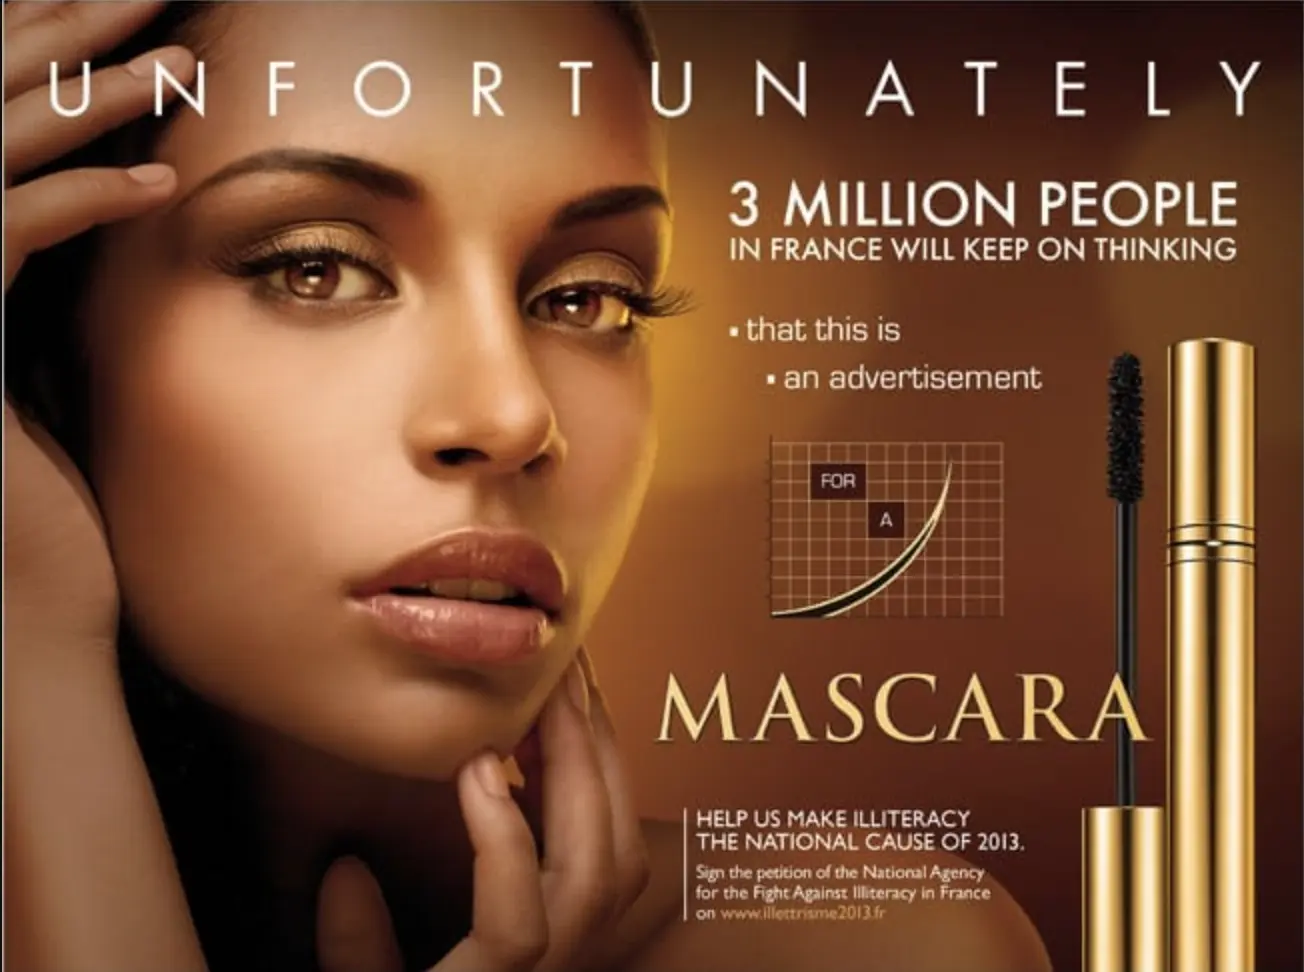 UNFORTUNATELY
3 MILLION PEOPLE
IN FRANCE WILL KEEP ON THINKING
▪ that this is
▪ an advertisement
FOR
A
MASCARA
HELP US MAKE ILLITERACY
THE NATIONAL CAUSE OF 2013.
Sign the petition of the National Agency
for the Fight Against Illiteracy in France
on www.illettrisme2013.fr